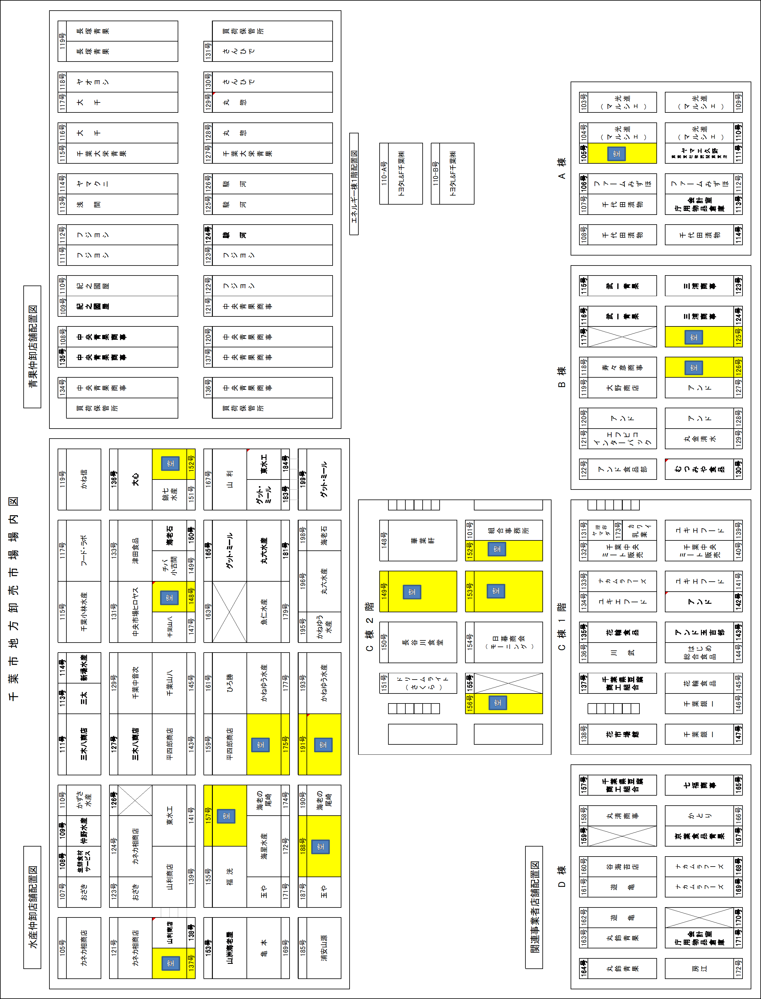 千葉市地方卸売市場場内図
水産仲卸店舗配置図
105号
カネカ相商店
107号
おざき
108号
生鮮食材
サービス
109号
仲野水産
110号
かずさ
水産
111号
三木八商店
113号
三太
114号
新場水産
115号
千葉小林水産
117号
フード・ラボ
119号
かね信
121号
カネカ相商店
123号
おざき
124号
カネカ相商店
126号
127号
三木八商店
129号
千葉中音次
131号
中央市場ヒロヤス
133号
津田食品
136号
大心
空
137号
山利商店
138号
山利商店
139号
東水工
141号
平四郎商店
143号
千葉山八
145号
千葉山八
147号
空
148号
チバ
小古間
149号
海老石
150号
銚七
水産
151号
空
152号
153号
山洲海老屋
155号
福 洸
157号
空
159号
平四郎商店
161号
ひろ勝
163号
165号
グット・ミール
167号
山 利
亀 本
169号
玉や
171号
海星水産
172号
海老の
尾崎
174号
空
175号
かねゆう水産
177号
魚仁水産
179号
丸六水産
181号
グット・
ミール
183号
東水工
184号
185号
浦安山源
187号
玉や
188号
空
190号
海老の
尾崎
191号
空
193号
かねゆう水産
195号
かねゆう
水産
196号
丸六水産
198号
海老石
199号
グット・ミール
青果仲卸店舗配置図
買荷保管所
134号
中央青果商事
135号
中央青果商事
108号
中央青果商事
109号
紀之國屋
110号
紀之國屋
111号
フジヨシ
112号
フジヨシ
113号
浅間
114号
ヤマクニ
115号
千葉大栄青果
116号
大千
117号
大千
118号
ヤオヨシ
119号
長塚青果
長塚青果
買荷保管所
136号
中央青果商事
137号
中央青果商事
120号
中央青果商事
121号
中央青果商事
122号
フジヨシ
123号
フジヨシ
124号
駿河
125号
駿河
126号
駿河
127号
千葉大栄青果
128号
丸惣
129号
丸惣
130号
さんひで
131号
さんひで
買荷保管所
エネルギー棟1階配置図
110-A号
トヨタL&F千葉㈱
110-B号
トヨタL&F千葉㈱
C棟2階
151号
ドリームライト
（さくら）
150号
長谷川食堂
149号
空
148号
華葉軒
156号
空
155号
154号
日暮商会
（モーニング）
153号
空
152号
空
101号
組合事務所
関連事業者店舗配置図
D棟
164号
丸鈴青果
163号
丸鈴青果
162号
遊亀
161号
遊亀
160号
谷海苔店
159号
158号
丸清商事
157号
千葉県豆腐
商工組合
房江
172号
会計室
庁用物品倉庫
171号
170号
ナカムラフーズ
169号
ナカムラフーズ
168号
京葉食品青果
167号
かとり
166号
七福商事
165号
C棟1階
138号
花市場館
137号
千葉県豆腐
商工組合
136号
川武
135号
花輪食品
134号
ユキエフード
133号
ナカムラフーズ
132号
千葉中央
ミート販売
131号
理容
ヤマダ
173号
カワイ
乳業
千葉銀一
147号
千葉銀一
146号
花輪食品
145号
はじめ
総合食品
144号
アンド玉吉部
143号
アンド
142号
ユキエフード
141号
千葉中央
ミート販売
140号
ユキエフード
139号
B棟
122号
アンド食品部
121号
エフピコ
インターパック
120号
アンド
119号
大野商店
118号
寿々彦商事
117号
116号
武一青果
115号
武一青果
むつみや食品
130号
丸金清水
129号
アンド
128号
アンド
127号
空
126号
空
125号
三浦商事
124号
三浦商事
123号
A棟
108号
千代田漬物
107号
千代田漬物
106号
ファームみずほ
105号
空
104号
光進
（マルシェ）
103号
光進
（マルシェ）
千代田漬物
114号
会計室
庁用物品倉庫
113号
ファームみずほ
112号
ヤマエ久野
111号
光進
（マルシェ）
110号
光進
（マルシェ）
109号